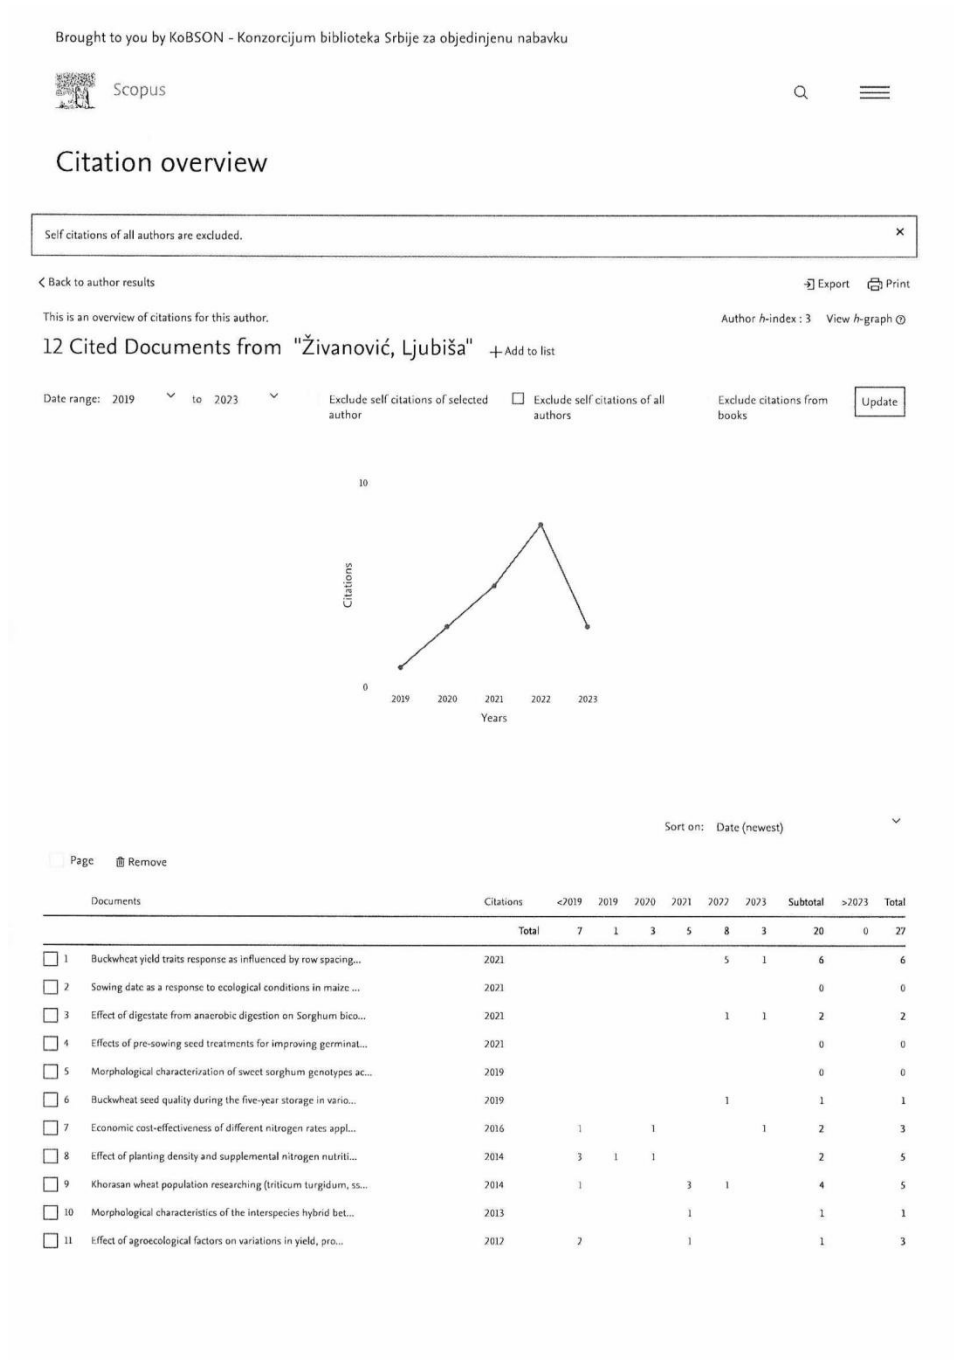 Brought to you by KoBSON - Konzorcijum biblioteka Srbije za objedinjenu nabavku
Scopus
Citation overview
Self citations of all authors are excluded.
Back to author results
Export Print
This is an overview of citations for this author.
Author h-index : 3 View h-graph
12 Cited Documents from "Živanović, Ljubiša" +Add to list
Date range: 2019 to 2023
Exclude self citations of selected author
Exclude self citations of all authors
Exclude citations from books
Update
10
Citations
0
2019 2020 2021 2022 2023
Years
Sort on: Date (newest)
Page Remove
Documents Citations <2019 2019 2020 2021 2022 2023 Subtotal >2023 Total
Total 7 1 3 5 8 3 20 0 27
1 Buckwheat yield traits response as influenced by row spacing... 2021 5 1 6 6
2 Sowing date as a response to ecological conditions in maize ... 2021 0 0
3 Effect of digestate from anaerobic digestion on Sorghum bico... 2021 1 1 2 2
4 Effects of pre-sowing seed treatments for improving germinat... 2021 0 0
5 Morphological characterization of sweet sorghum genotypes ac... 2019 0 0
6 Buckwheat seed quality during the five-year storage in vario... 2019 1 1 1
7 Economic cost-effectiveness of different nitrogen rates appl... 2016 1 1 1 2 3
8 Effect of planting density and supplemental nitrogen nutriti... 2014 3 1 1 2 5
9 Khorasan wheat population researching (triticum turgidum, ss... 2014 1 3 1 4 5
10 Morphological characteristics of the interspecies hybrid bet... 2013 1 1 1
11 Effect of agroecological factors on variations in yield, pro... 2012 2 1 1 3